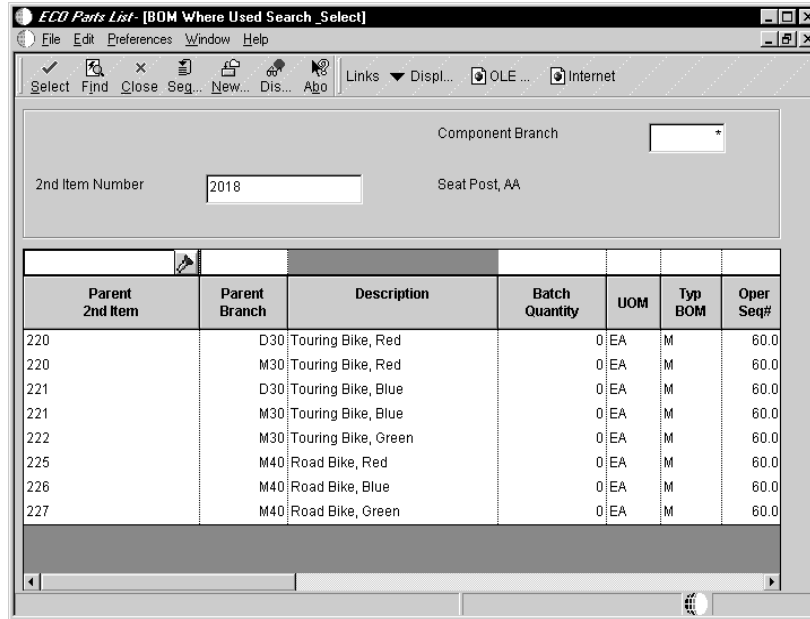 ECO Parts List - [BOM Where Used Search _Select]
File Edit Preferences Window Help
Select Find Close Seq... New... Dis... Abo Links Displ... OLE ... Internet
Component Branch *
2nd Item Number 2018 Seat Post, AA
Parent 2nd Item Parent Branch Description Batch Quantity UOM Typ BOM Oper Seq#
220 D30 Touring Bike, Red 0 EA M 60.0
220 M30 Touring Bike, Red 0 EA M 60.0
221 D30 Touring Bike, Blue 0 EA M 60.0
221 M30 Touring Bike, Blue 0 EA M 60.0
222 M30 Touring Bike, Green 0 EA M 60.0
225 M40 Road Bike, Red 0 EA M 60.0
226 M40 Road Bike, Blue 0 EA M 60.0
227 M40 Road Bike, Green 0 EA M 60.0